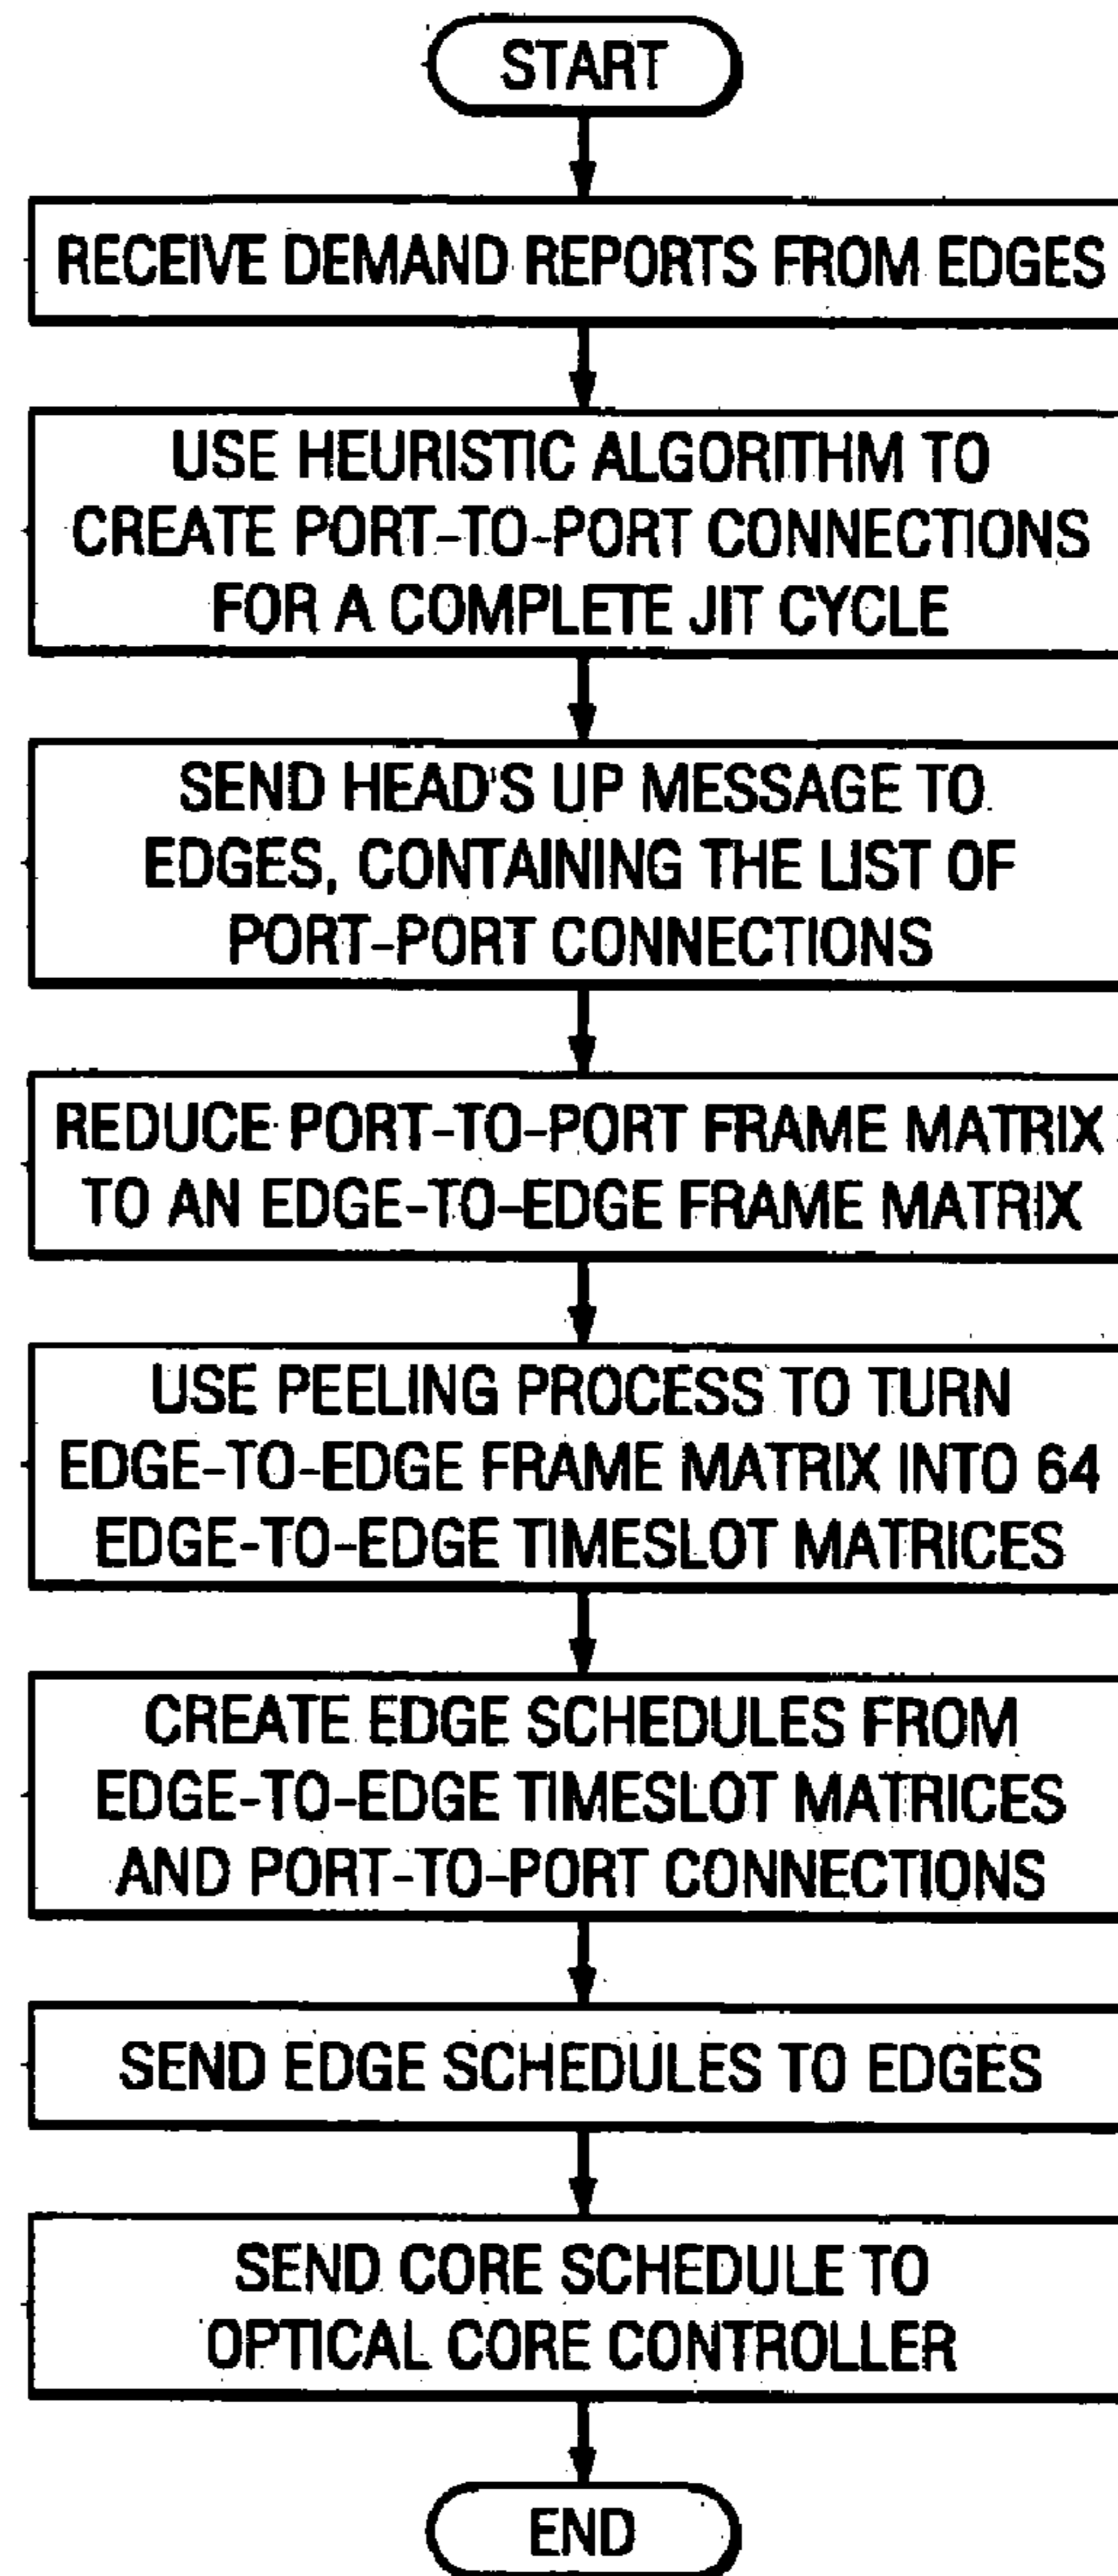 START
RECEIVE DEMAND REPORTS FROM EDGES
USE HEURISTIC ALGORITHM TO
CREATE PORT-TO-PORT CONNECTIONS
FOR A COMPLETE JIT CYCLE
SEND HEAD'S UP MESSAGE TO
EDGES, CONTAINING THE LIST OF
PORT-PORT CONNECTIONS
REDUCE PORT-TO-PORT FRAME MATRIX
TO AN EDGE-TO-EDGE FRAME MATRIX
USE PEELING PROCESS TO TURN
EDGE-TO-EDGE FRAME MATRIX INTO 64
EDGE-TO-EDGE TIMESLOT MATRICES
CREATE EDGE SCHEDULES FROM
EDGE-TO-EDGE TIMESLOT MATRICES
AND PORT-TO-PORT CONNECTIONS
SEND EDGE SCHEDULES TO EDGES
SEND CORE SCHEDULE TO
OPTICAL CORE CONTROLLER
END